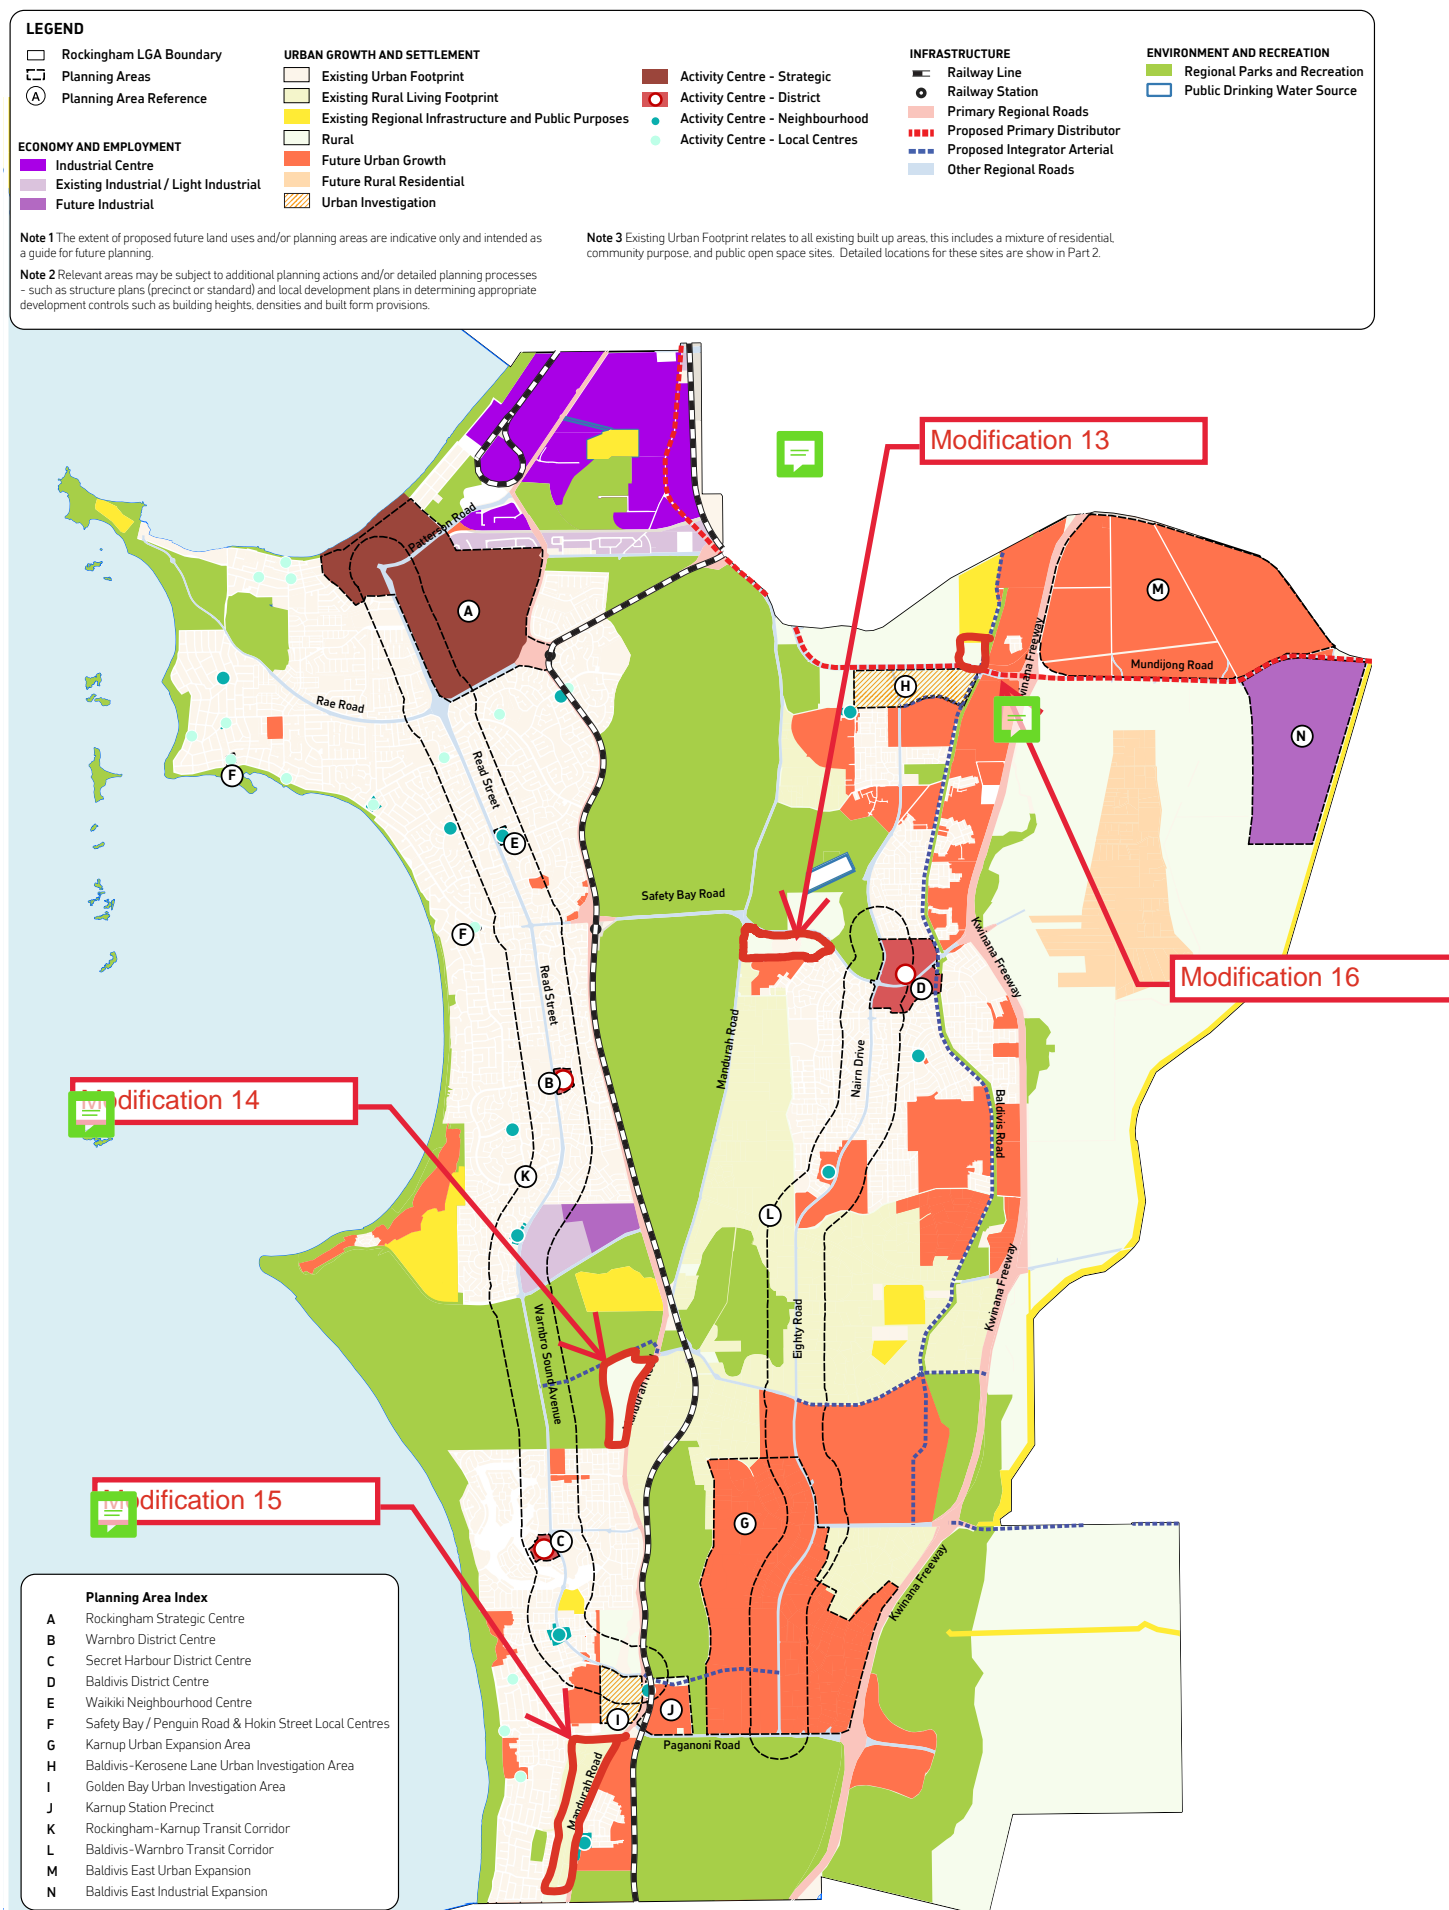 LEGEND
Rockingham LGA Boundary
Planning Areas
A Planning Area Reference
ECONOMY AND EMPLOYMENT
Industrial Centre
Existing Industrial / Light Industrial
Future Industrial
URBAN GROWTH AND SETTLEMENT
Existing Urban Footprint
Existing Rural Living Footprint
Existing Regional Infrastructure and Public Purposes
Rural
Future Urban Growth
Future Rural Residential
Urban Investigation
Activity Centre - Strategic
Activity Centre - District
Activity Centre - Neighbourhood
Activity Centre - Local Centres
INFRASTRUCTURE
Railway Line
Railway Station
Primary Regional Roads
Proposed Primary Distributor
Proposed Integrator Arterial
Other Regional Roads
ENVIRONMENT AND RECREATION
Regional Parks and Recreation
Public Drinking Water Source
Note 1 The extent of proposed future land uses and/or planning areas are indicative only and intended as
a guide for future planning.
Note 2 Relevant areas may be subject to additional planning actions and/or detailed planning processes
- such as structure plans (precinct or standard) and local development plans in determining appropriate
development controls such as building heights, densities and built form provisions.
Note 3 Existing Urban Footprint relates to all existing built up areas, this includes a mixture of residential,
community purpose, and public open space sites. Detailed locations for these sites are show in Part 2.
Modification 13
Patterson Road
A
M
Kwinana Freeway
Mundijong Road
H
Rae Road
N
F
Read Street
E
Safety Bay Road
F
Kwinana Freeway
Modification 16
D
Read Street
Mandurah Road
Nairn Drive
B
Modification 14
Baldivis Road
K
L
Kwinana Freeway
Eighty Road
Warnbro Sound Avenue
Mandurah Road
Modification 15
G
C
Kwinana Freeway
J
I
Paganoni Road
Mandurah Road
Planning Area Index
A Rockingham Strategic Centre
B Warnbro District Centre
C Secret Harbour District Centre
D Baldivis District Centre
E Waikiki Neighbourhood Centre
F Safety Bay / Penguin Road & Hokin Street Local Centres
G Karnup Urban Expansion Area
H Baldivis-Kerosene Lane Urban Investigation Area
I Golden Bay Urban Investigation Area
J Karnup Station Precinct
K Rockingham-Karnup Transit Corridor
L Baldivis-Warnbro Transit Corridor
M Baldivis East Urban Expansion
N Baldivis East Industrial Expansion